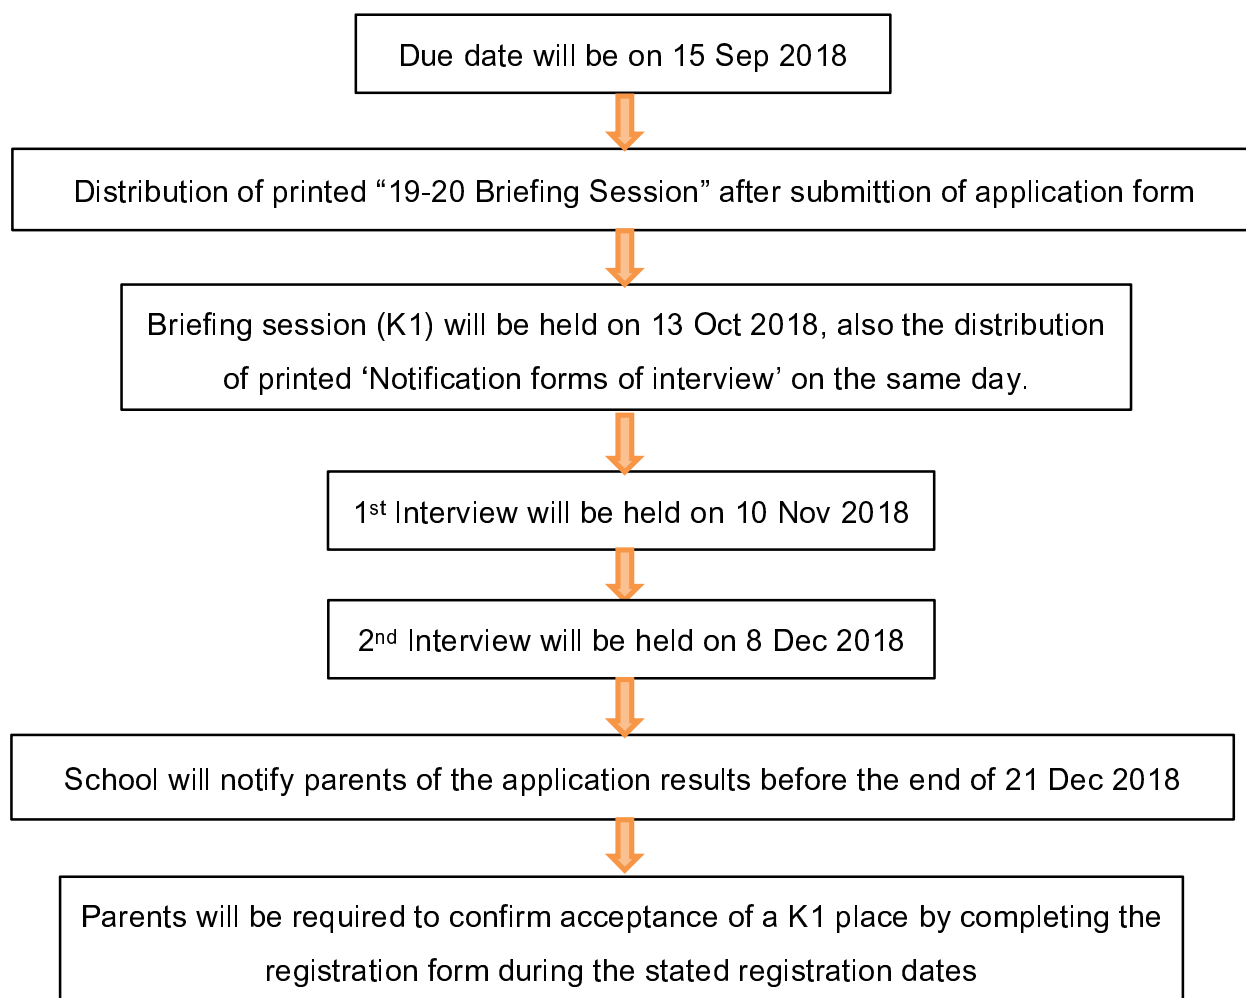 Due date will be on 15 Sep 2018
Distribution of printed “19-20 Briefing Session” after submittion of application form
Briefing session (K1) will be held on 13 Oct 2018, also the distribution
of printed ‘Notification forms of interview’ on the same day.
1st Interview will be held on 10 Nov 2018
2nd Interview will be held on 8 Dec 2018
School will notify parents of the application results before the end of 21 Dec 2018
Parents will be required to confirm acceptance of a K1 place by completing the
registration form during the stated registration dates